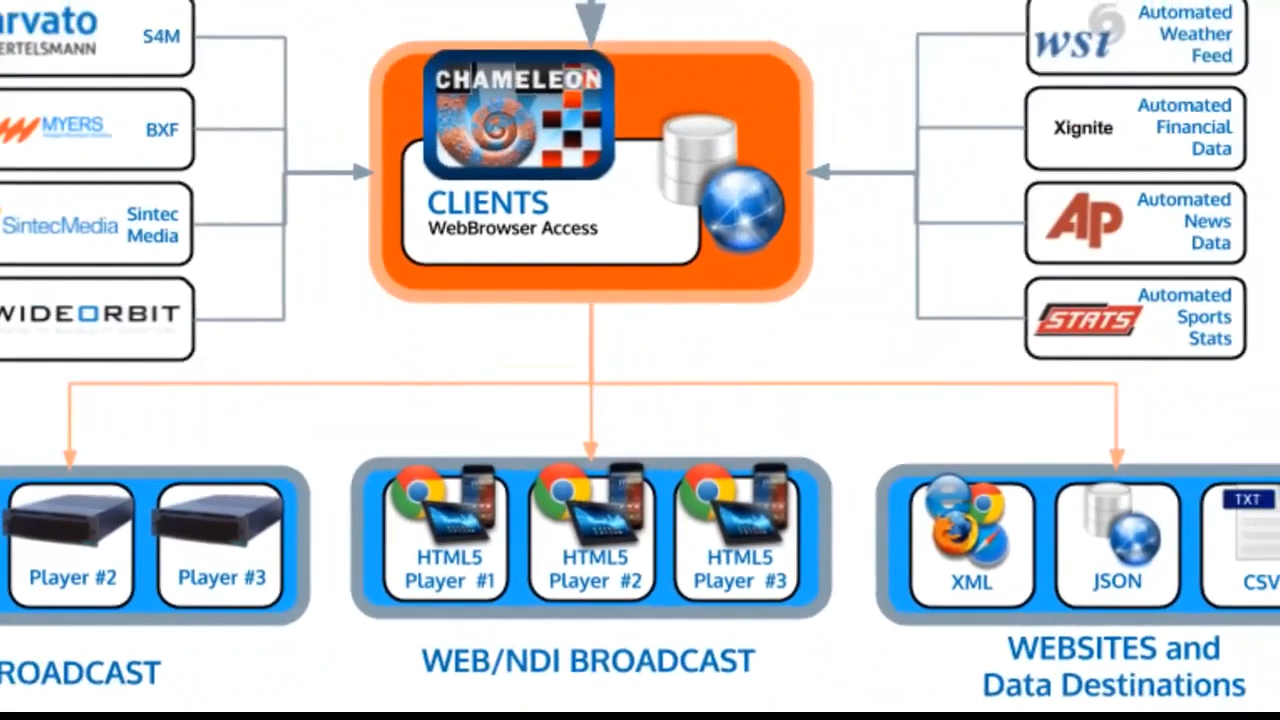 arvato
ERTELSMANN
S4M
MYERS
BXF
SintecMedia
Sintec
Media
WIDEORBIT
CHAMELEON
CLIENTS
WebBrowser Access
wsi
Automated
Weather
Feed
Xignite
Automated
Financial
Data
AP
Automated
News
Data
STATS
Automated
Sports
Stats
Player #2
Player #3
ROADCAST
HTML5
Player #1
HTML5
Player #2
HTML5
Player #3
WEB/NDI BROADCAST
XML
JSON
TXT
CSV
WEBSITES and
Data Destinations